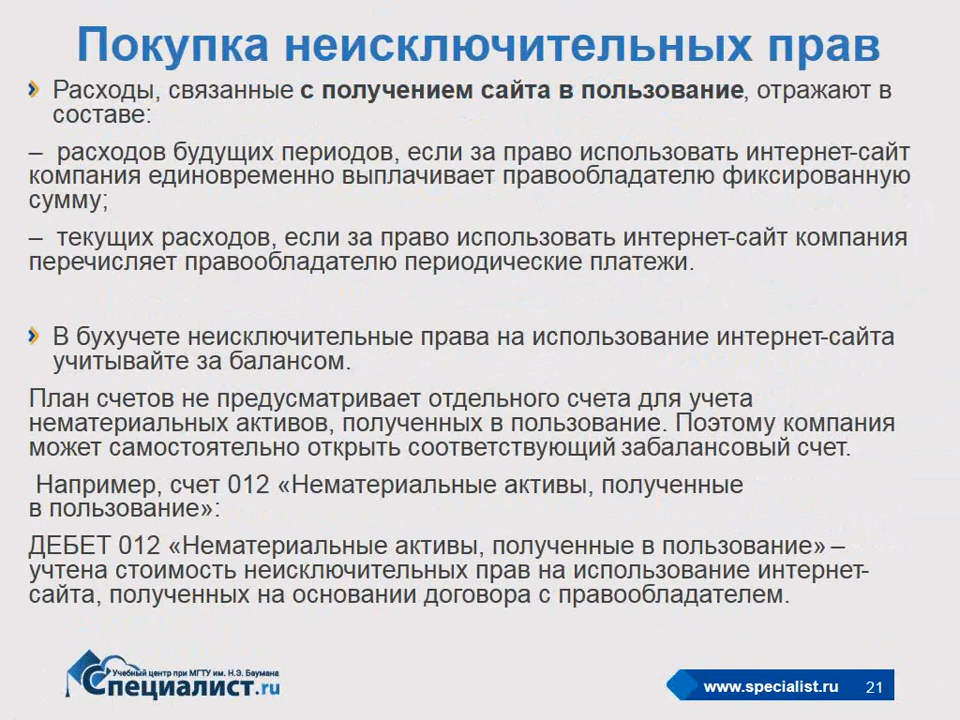 Покупка неисключительных прав
Расходы, связанные с получением сайта в пользование, отражают в
составе:
– расходов будущих периодов, если за право использовать интернет-сайт
компания единовременно выплачивает правообладателю фиксированную
сумму;
– текущих расходов, если за право использовать интернет-сайт компания
перечисляет правообладателю периодические платежи.
В бухучете неисключительные права на использование интернет-сайта
учитывайте за балансом.
План счетов не предусматривает отдельного счета для учета
нематериальных активов, полученных в пользование. Поэтому компания
может самостоятельно открыть соответствующий забалансовый счет.
Например, счет 012 «Нематериальные активы, полученные
в пользование»:
ДЕБЕТ 012 «Нематериальные активы, полученные в пользование» –
учтена стоимость неисключительных прав на использование интернет-
сайта, полученных на основании договора с правообладателем.
Учебный центр при МГТУ им. Н.Э. Баумана
Специалист.ru
www.specialist.ru 21